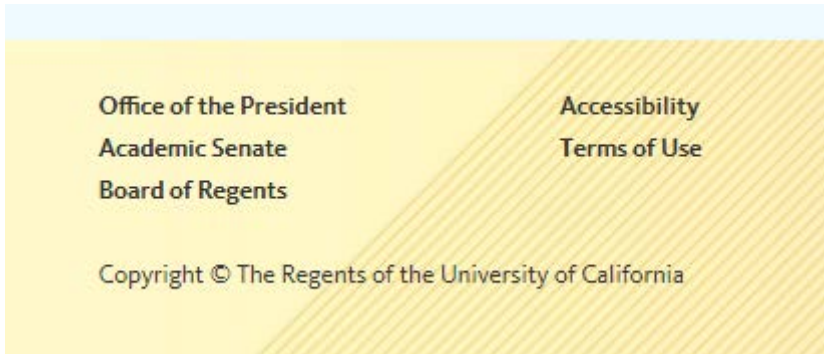 Office of the President
Academic Senate
Board of Regents
Accessibility
Terms of Use
Copyright © The Regents of the University of California